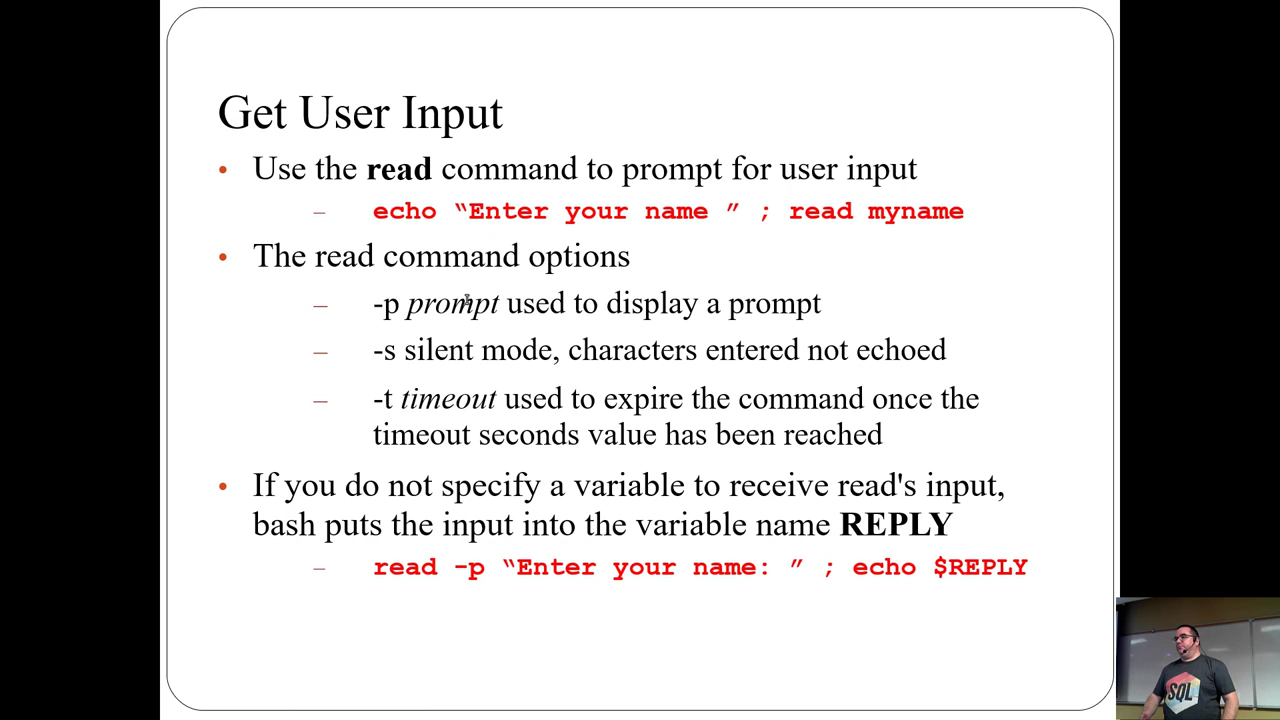 Get User Input
• Use the read command to prompt for user input
– echo “Enter your name ” ; read myname
• The read command options
– -p prompt used to display a prompt
– -s silent mode, characters entered not echoed
– -t timeout used to expire the command once the
timeout seconds value has been reached
• If you do not specify a variable to receive read's input,
bash puts the input into the variable name REPLY
– read -p “Enter your name: ” ; echo $REPLY
SQL